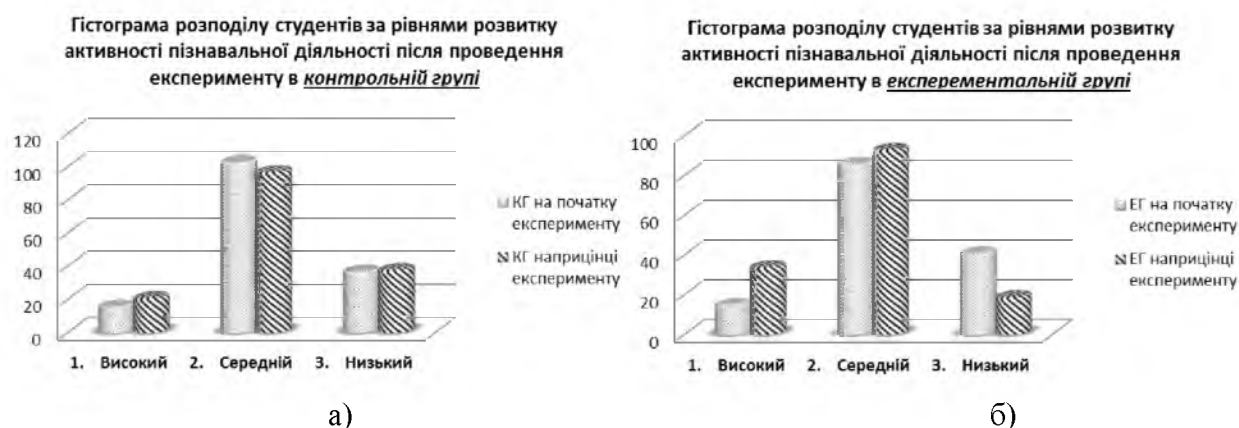 Гістограма розподілу студентів за рівнями розвитку
активності пізнавальної діяльності після проведення
експерименту в контрольній групі
120
100
80
60
40
20
0
1. Високий 2. Середній 3. Низький
КГ на початку
експерименту
КГ наприцінці
експерименту
а)
Гістограма розподілу студентів за рівнями розвитку
активності пізнавальної діяльності після проведення
експерименту в експерементальній групі
100
80
60
40
20
0
1. Високий 2. Середній 3. Низький
ЕГ на початку
експерименту
ЕГ наприцінці
експерименту
б)